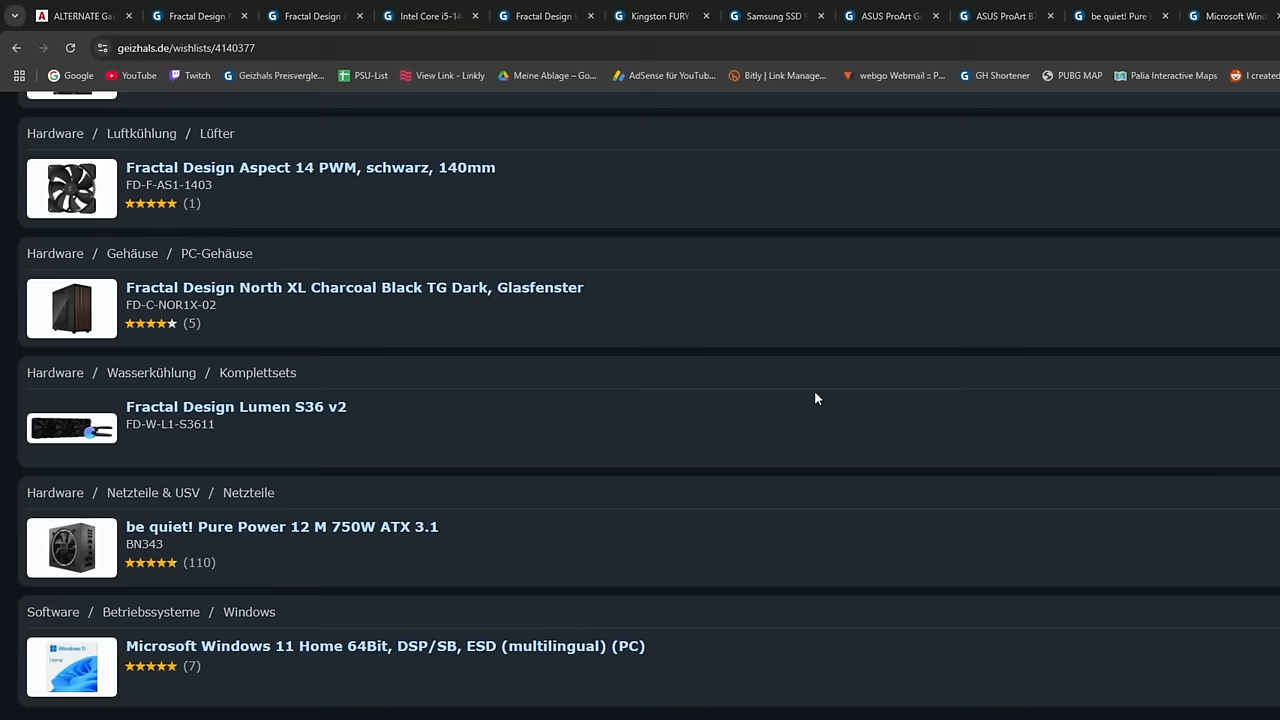 ALTERNATE Ga
Fractal Design
Fractal Design
Intel Core i5-14
Fractal Design
Kingston FURY
Samsung SSD
ASUS ProArt G
ASUS ProArt B
be quiet! Pure
Microsoft Wind
geizhals.de/wishlists/4140377
Google
YouTube
Twitch
Geizhals Preisvergle...
PSU-List
View Link - Linkly
Meine Ablage – Go...
AdSense für YouTub...
Bitly | Link Manage...
webgo Webmail :: P...
GH Shortener
PUBG MAP
Palia Interactive Maps
I created
Hardware / Luftkühlung / Lüfter
Fractal Design Aspect 14 PWM, schwarz, 140mm
FD-F-AS1-1403
★★★★★ (1)
Hardware / Gehäuse / PC-Gehäuse
Fractal Design North XL Charcoal Black TG Dark, Glasfenster
FD-C-NOR1X-02
★★★★★ (5)
Hardware / Wasserkühlung / Komplettsets
Fractal Design Lumen S36 v2
FD-W-L1-S3611
Hardware / Netzteile & USV / Netzteile
be quiet! Pure Power 12 M 750W ATX 3.1
BN343
★★★★★ (110)
Software / Betriebssysteme / Windows
Windows 11
Home
Microsoft Windows 11 Home 64Bit, DSP/SB, ESD (multilingual) (PC)
★★★★★ (7)